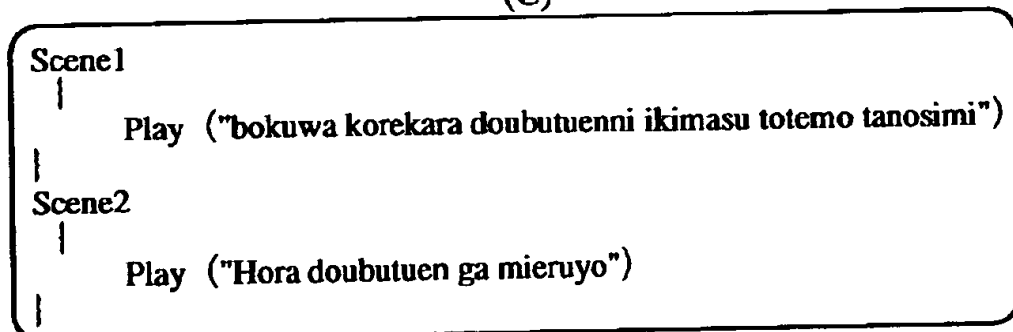 (C)
Scene1
{
Play ("bokuwa korekara doubutuenni ikimasu totemo tanosimi")
}
Scene2
{
Play ("Hora doubutuen ga mieruyo")
}